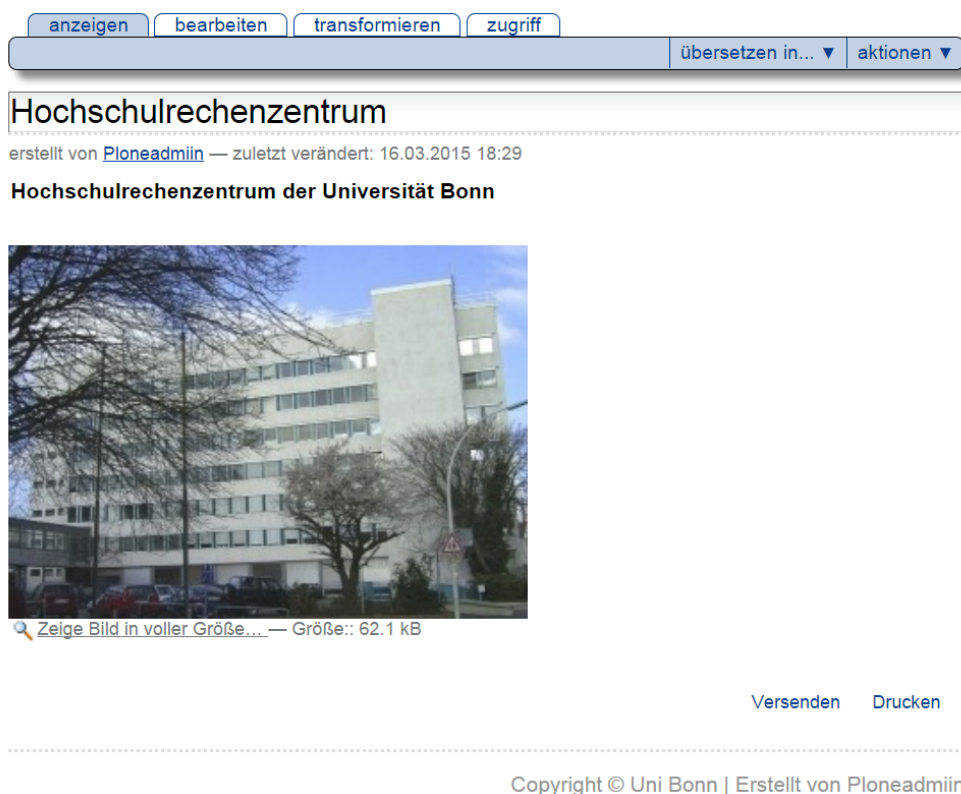 anzeigen bearbeiten transformieren zugriff
übersetzen in... ▼ aktionen ▼
Hochschulrechenzentrum
erstellt von Ploneadmiin — zuletzt verändert: 16.03.2015 18:29
Hochschulrechenzentrum der Universität Bonn
Zeige Bild in voller Größe... — Größe:: 62.1 kB
Versenden Drucken
Copyright © Uni Bonn | Erstellt von Ploneadmiin